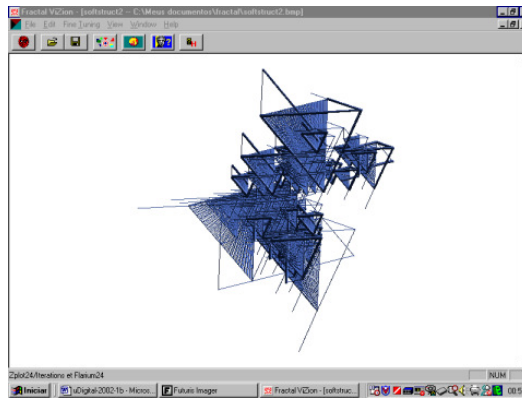 Fractal ViZion - [softstruct2 -- C:\Meus documentos\fractal\softstruct2.bmp]
File Edit Fine Tuning View Window Help
Zplot24/Iterations et Flarium24
NUM
Iniciar uDigital-2002-1b - Micros... Futuris Imager Fractal ViZion - [softstruc...